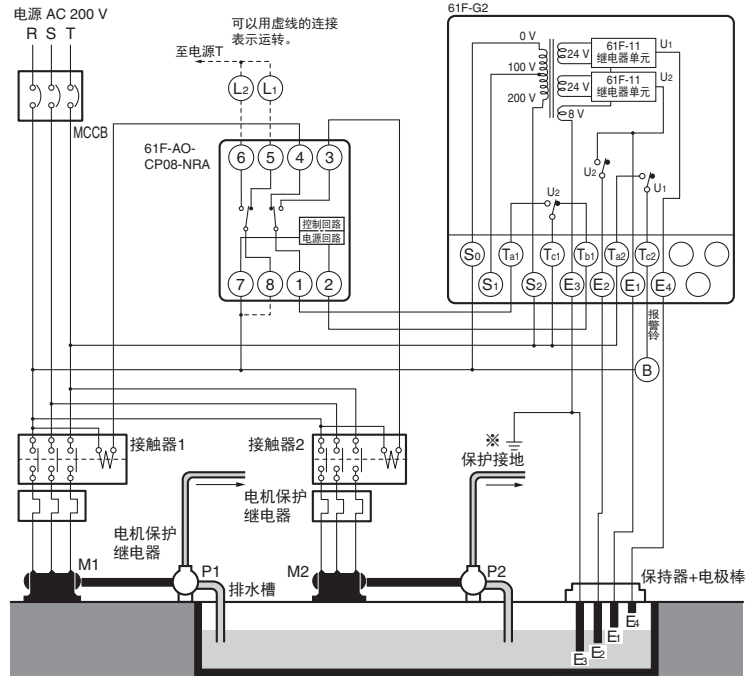 电源 AC 200 V
R S T
MCCB
可以用虚线的连接
表示运转。
至电源T
L2 L1
61F-AO-
CP08-NRA
6 5 4 3
控制回路
电源回路
7 8 1 2
61F-G2
0 V
100 V
200 V
24 V
61F-11
继电器单元
U1
24 V
61F-11
继电器单元
U2
8 V
U2
U1
U2
S0 Ta1 Tc1 Tb1 Ta2 Tc2
S1 S2 E3 E2 E1 E4
报警铃
B
接触器1
接触器2
※
保护接地
电机保护
继电器
电机保护
继电器
M1
P1
排水槽
M2
P2
保持器+电极棒
E4
E1
E2
E3